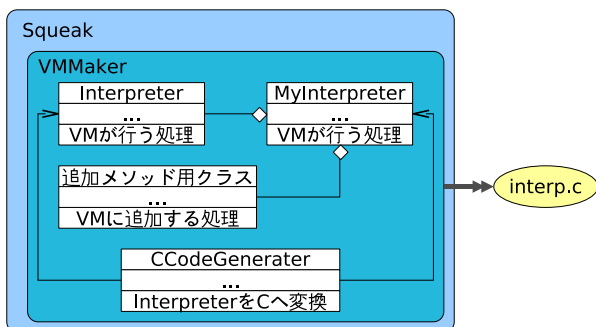 Squeak
VMMaker
Interpreter
...
VMが行う処理
MyInterpreter
...
VMが行う処理
追加メソッド用クラス
...
VMに追加する処理
CCodeGenerater
...
InterpreterをCへ変換
interp.c